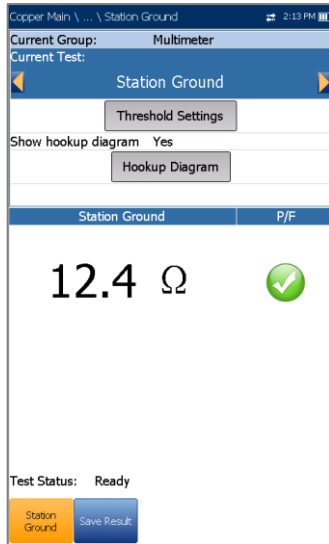 Copper Main \ ... \ Station Ground 2:13 PM
Current Group: Multimeter
Current Test:
Station Ground
Threshold Settings
Show hookup diagram Yes
Hookup Diagram
Station Ground P/F
12.4 Ω
Test Status: Ready
Station
Ground
Save Result